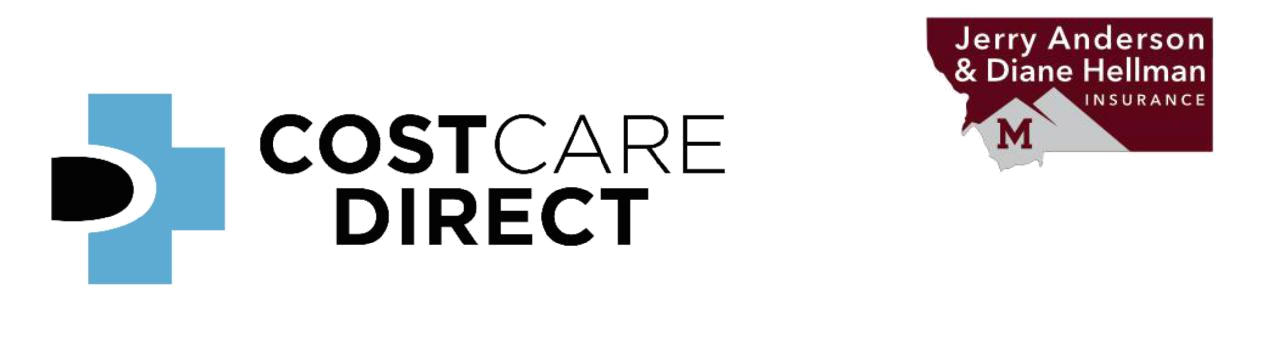 COSTCARE
DIRECT
Jerry Anderson
& Diane Hellman
INSURANCE
M